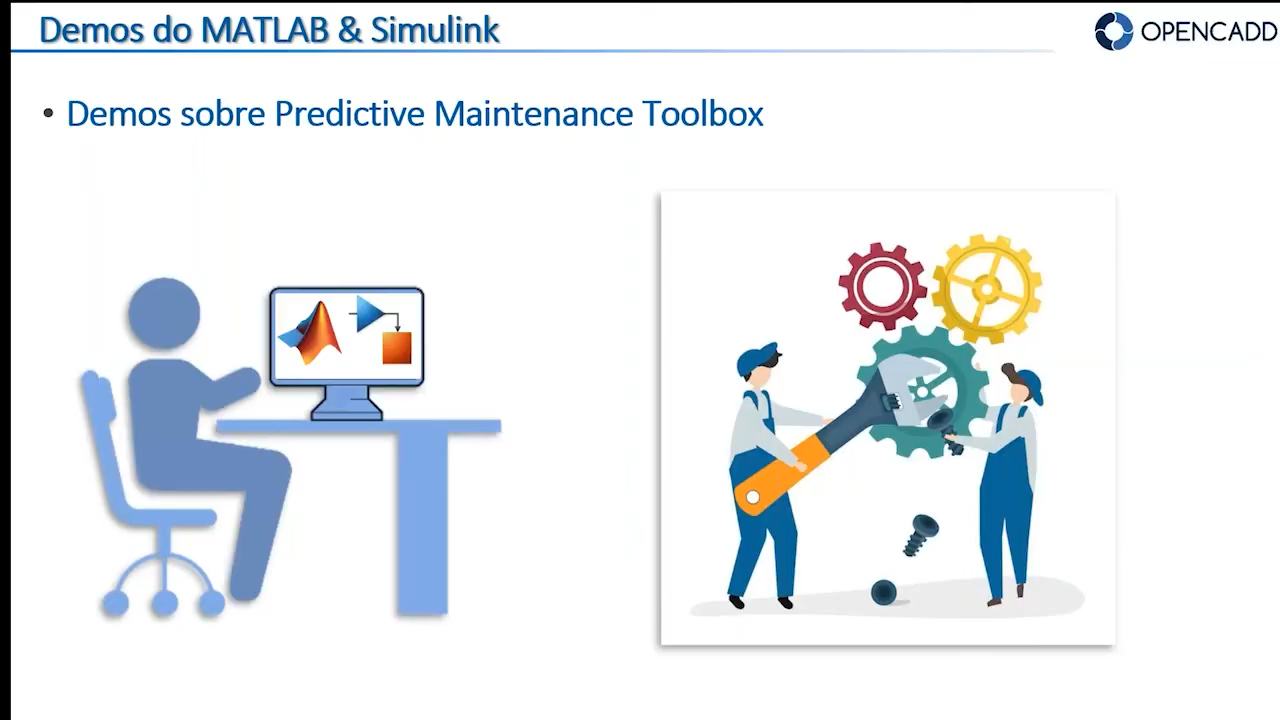 Demos do MATLAB & Simulink
OPENCADD
• Demos sobre Predictive Maintenance Toolbox